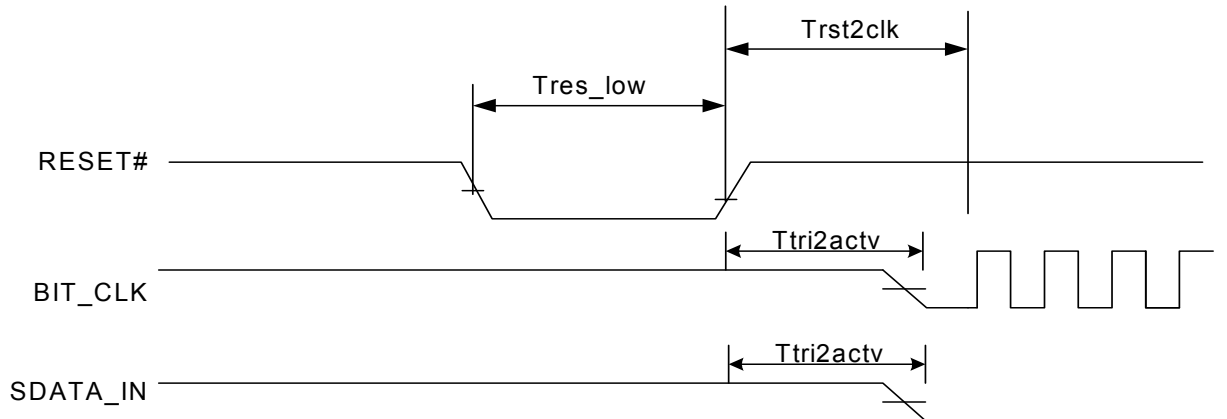 Trst2clk
Tres_low
RESET#
Ttri2actv
BIT_CLK
Ttri2actv
SDATA_IN